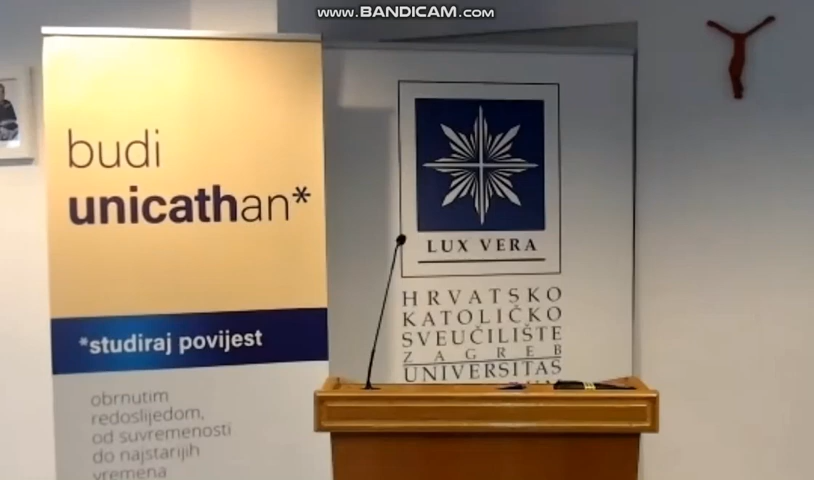 www.BANDICAM.com
budi
unicathan*
*studiraj povijest
obrnutim
redoslijedom,
od suvremenosti
do najstarijih
vremena
LUX VERA
HRVATSKO
KATOLIČKO
SVEUČILIŠTE
ZAGREB
UNIVERSITAS